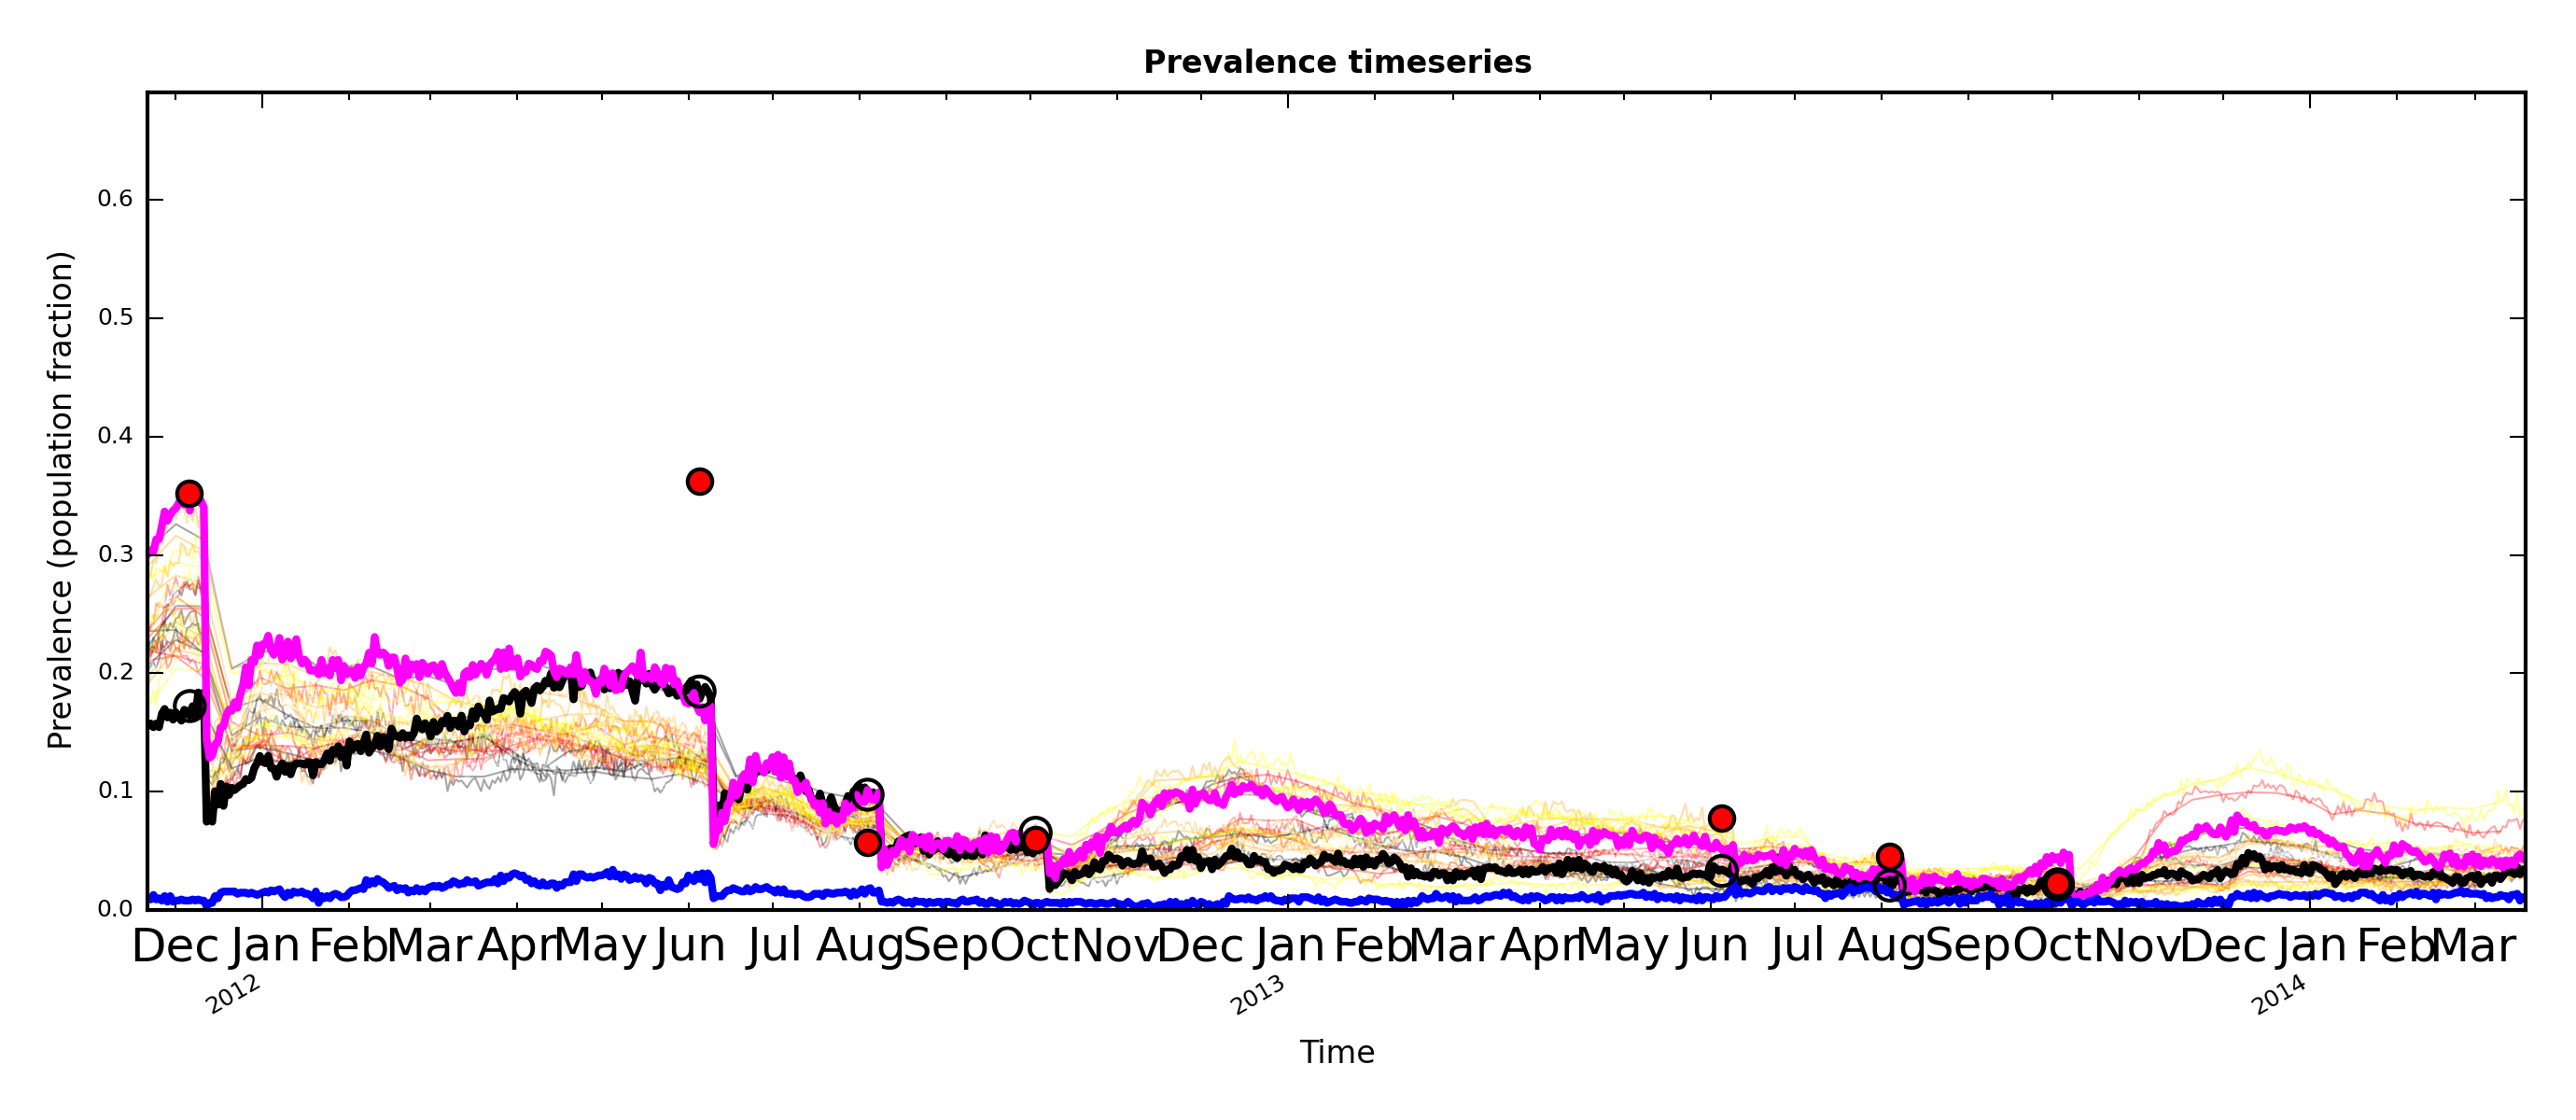 Prevalence timeseries
Prevalence (population fraction)
0.6
0.5
0.4
0.3
0.2
0.1
0.0
Dec Jan Feb Mar Apr May Jun Jul Aug Sep Oct Nov Dec Jan Feb Mar Apr May Jun Jul Aug Sep Oct Nov Dec Jan Feb Mar
2012 2013 2014
Time